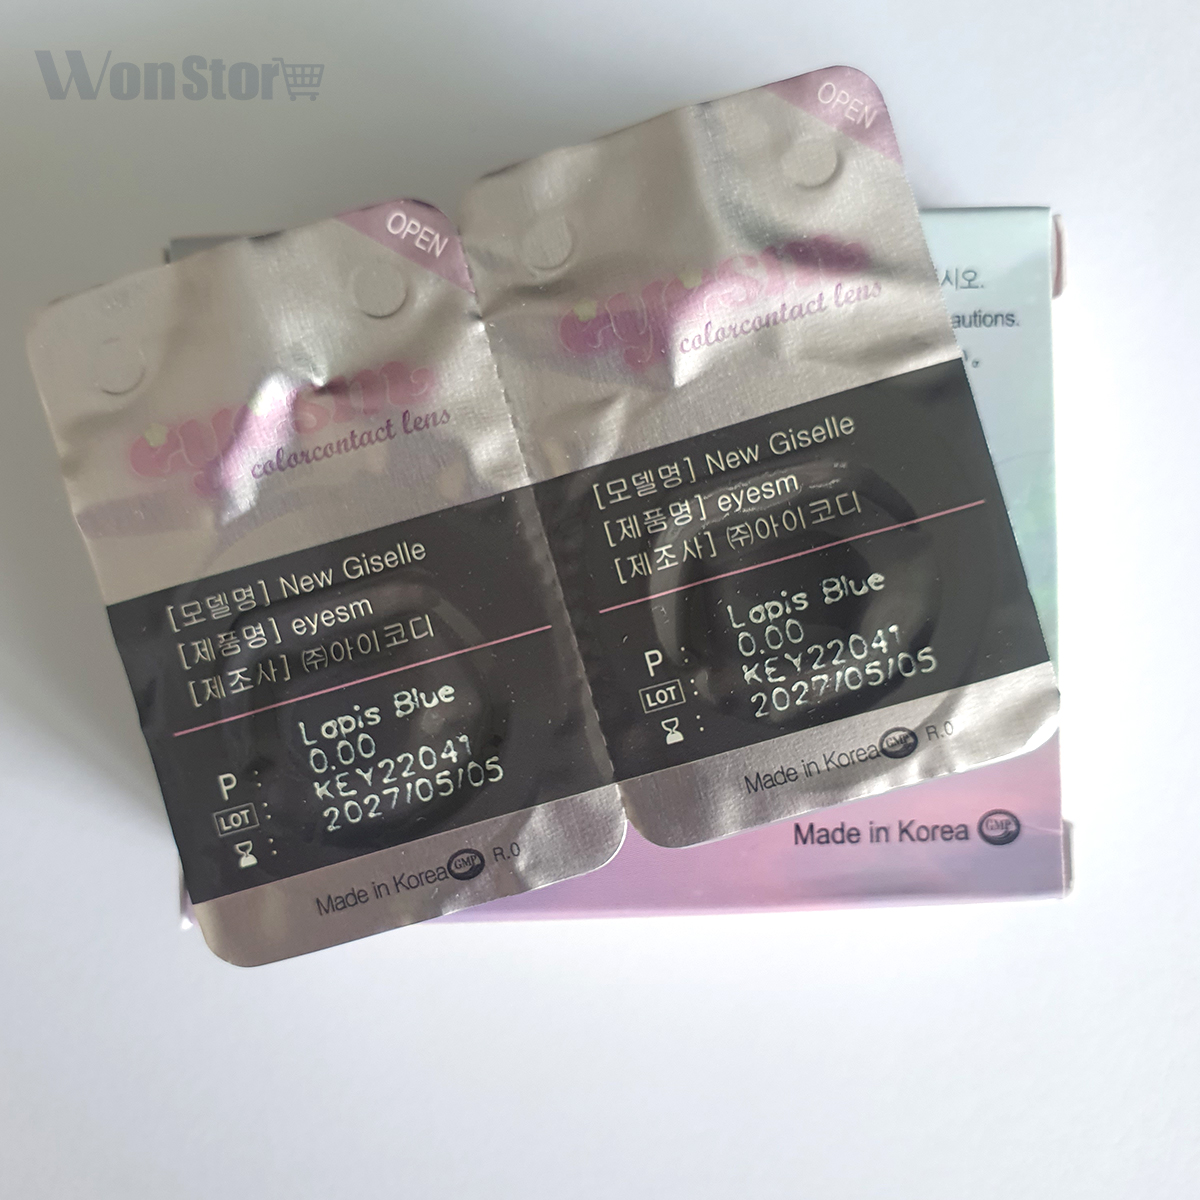 WonStor
OPEN
eyesm
colorcontact lens
[모델명] New Giselle
[제품명] eyesm
[제조사] ㈜아이코디
Lapis Blue
P : 0.00
LOT : KEY22041
: 2027/05/05
Made in Korea GMP R.0
OPEN
eyesm
colorcontact lens
[모델명] New Giselle
[제품명] eyesm
[제조사] ㈜아이코디
Lapis Blue
P : 0.00
LOT : KEY22041
: 2027/05/05
Made in Korea GMP R.0
시오.
autions.
Made in Korea GMP